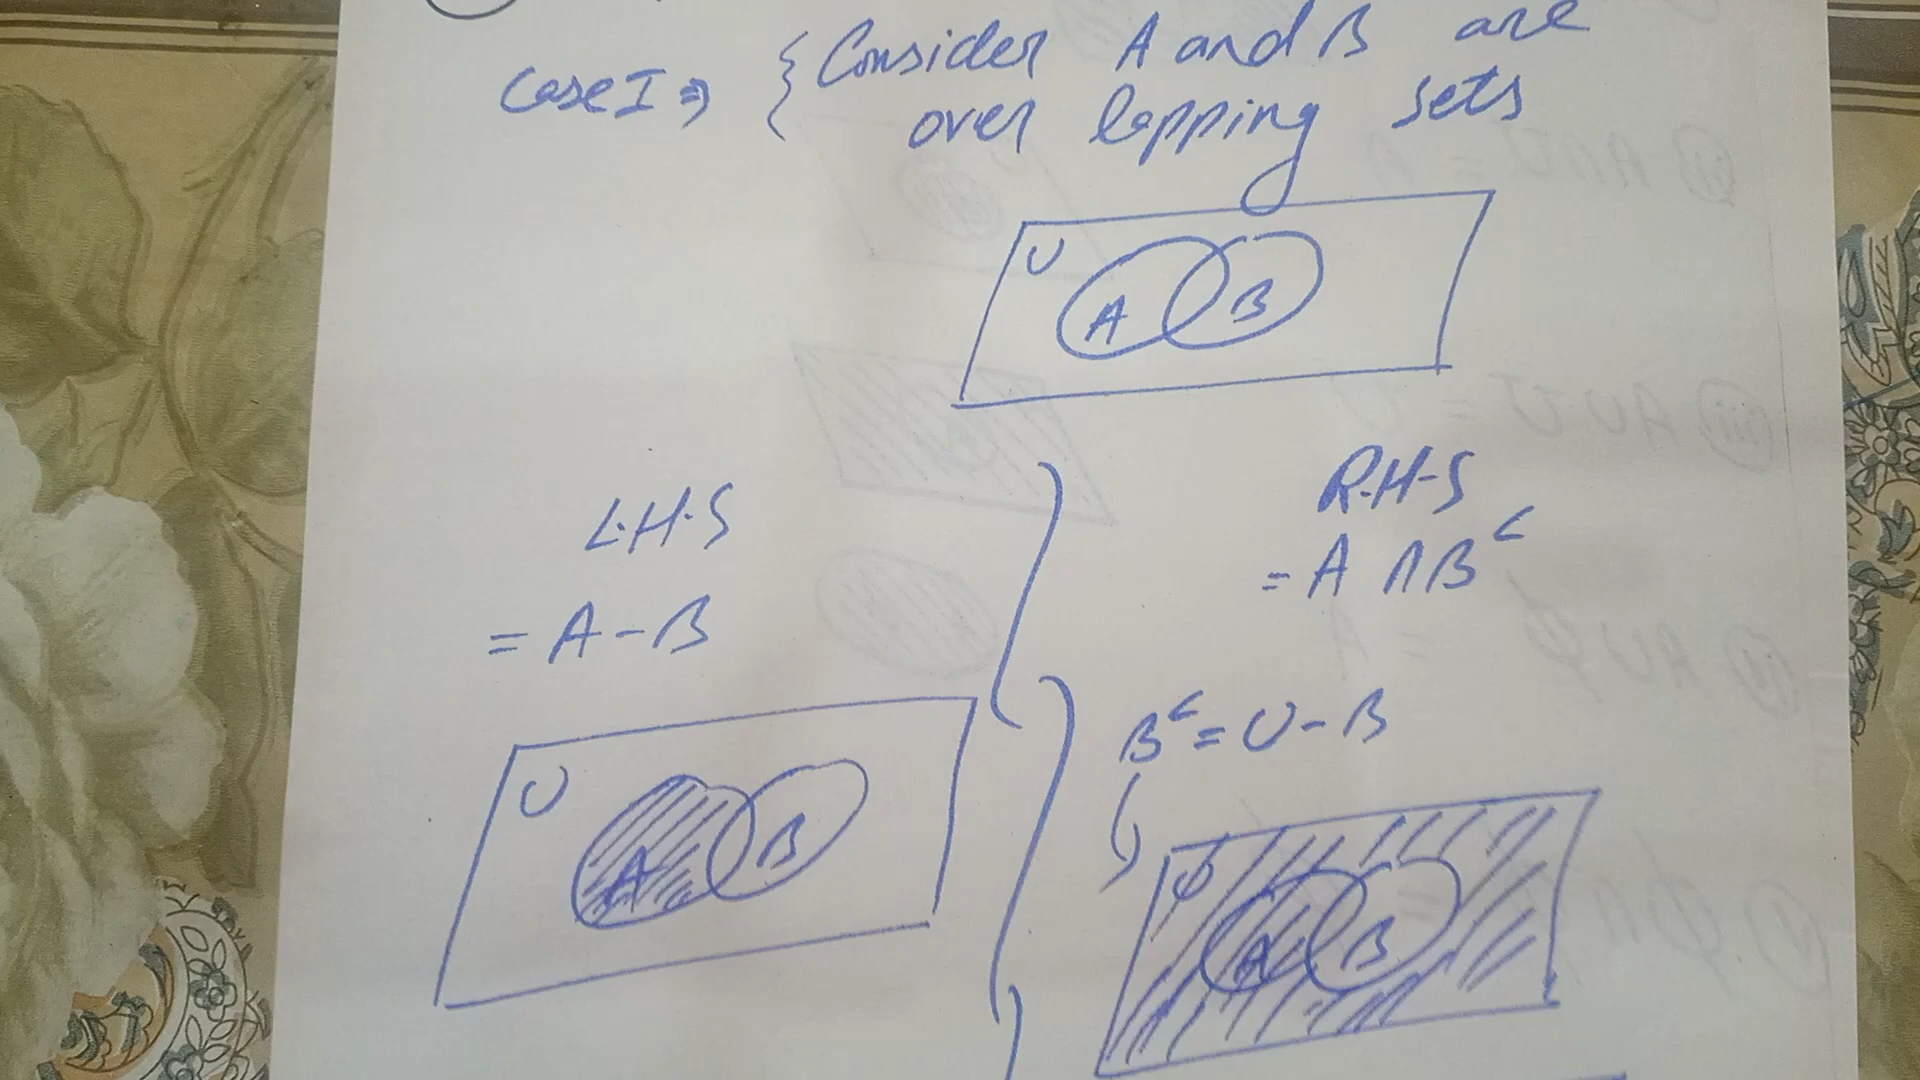 Case I ⇒ { Consider A and B are
over lapping sets
U
A B
L.H.S
= A - B
U
A B
R.H.S
= A ∩ B^c
B^c = U - B
U
A B